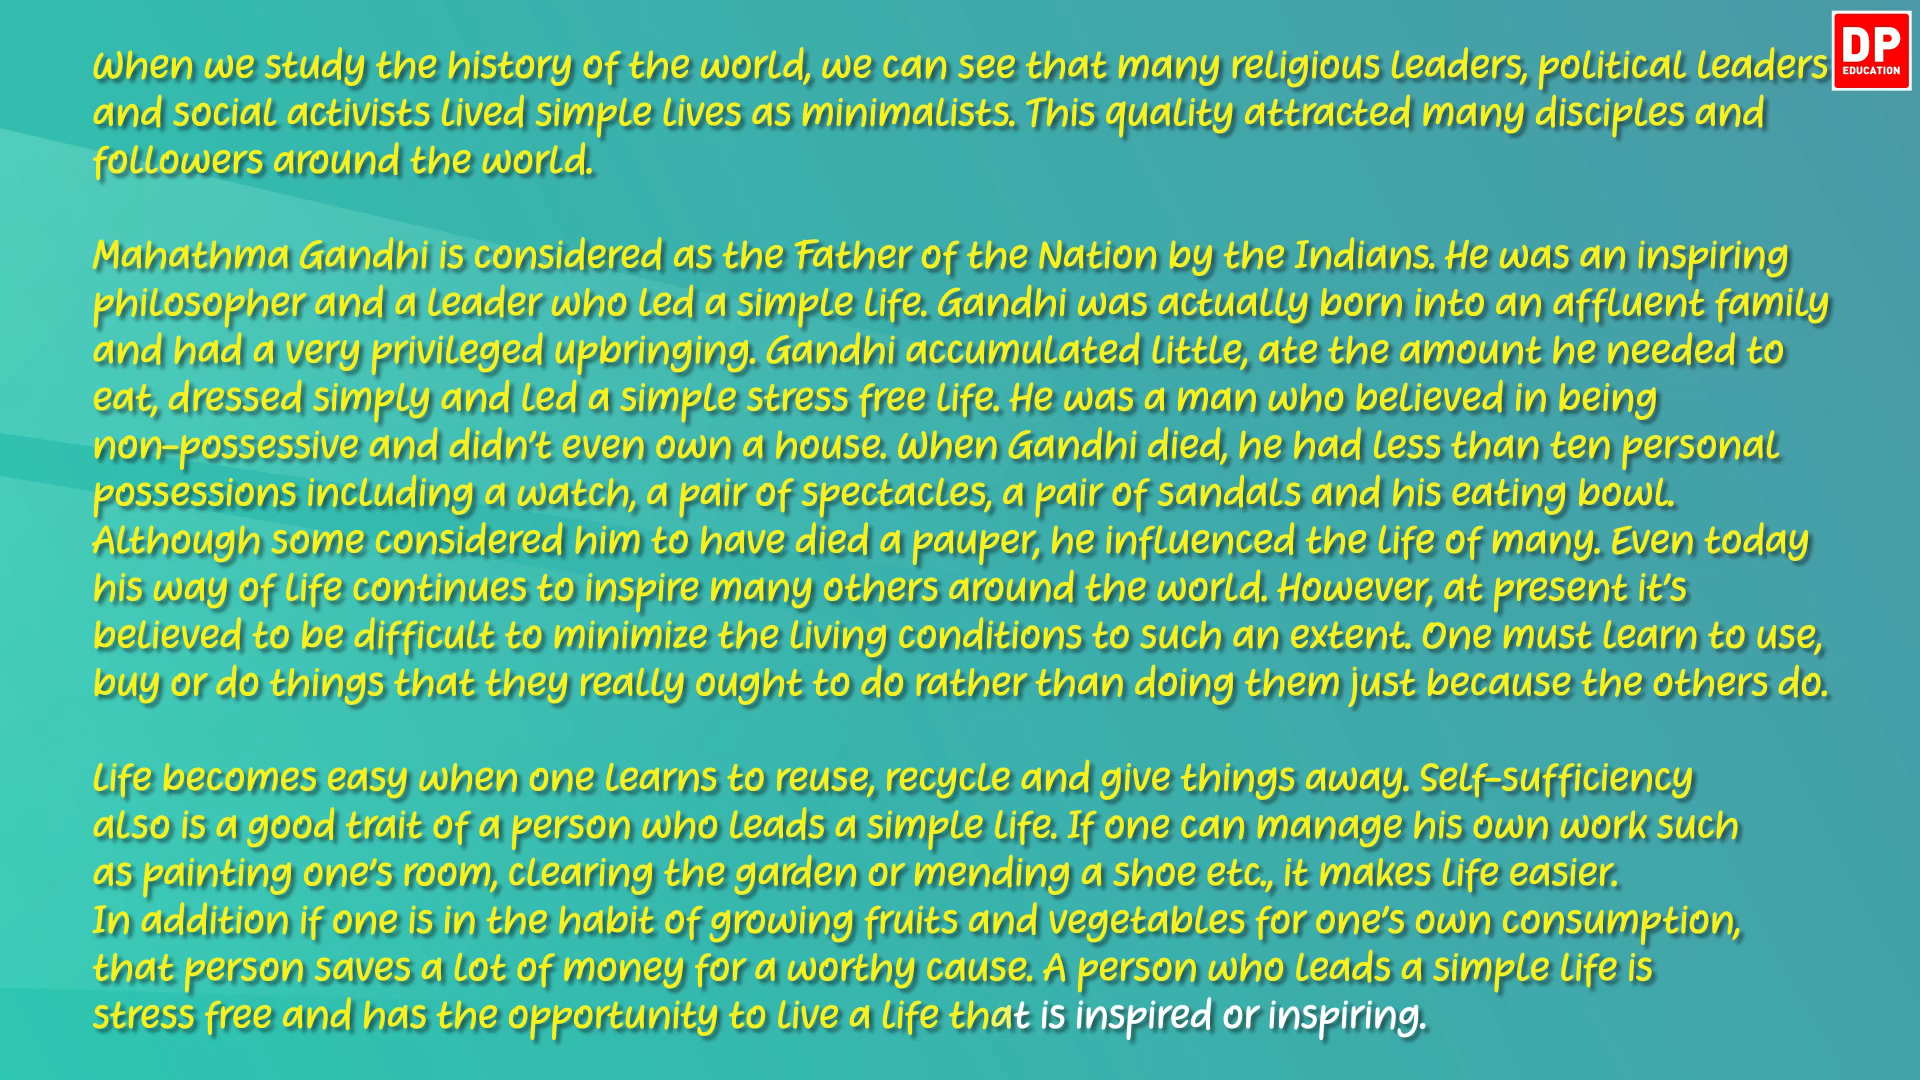 When we study the history of the world, we can see that many religious leaders, political leaders
and social activists lived simple lives as minimalists. This quality attracted many disciples and
followers around the world.
Mahathma Gandhi is considered as the Father of the Nation by the Indians. He was an inspiring
philosopher and a leader who led a simple life. Gandhi was actually born into an affluent family
and had a very privileged upbringing. Gandhi accumulated little, ate the amount he needed to
eat, dressed simply and led a simple stress free life. He was a man who believed in being
non-possessive and didn't even own a house. When Gandhi died, he had less than ten personal
possessions including a watch, a pair of spectacles, a pair of sandals and his eating bowl.
Although some considered him to have died a pauper, he influenced the life of many. Even today
his way of life continues to inspire many others around the world. However, at present it's
believed to be difficult to minimize the living conditions to such an extent. One must learn to use,
buy or do things that they really ought to do rather than doing them just because the others do.
Life becomes easy when one learns to reuse, recycle and give things away. Self-sufficiency
also is a good trait of a person who leads a simple life. If one can manage his own work such
as painting one's room, clearing the garden or mending a shoe etc., it makes life easier.
In addition if one is in the habit of growing fruits and vegetables for one's own consumption,
that person saves a lot of money for a worthy cause. A person who leads a simple life is
stress free and has the opportunity to live a life that is inspired or inspiring.
DP
EDUCATION